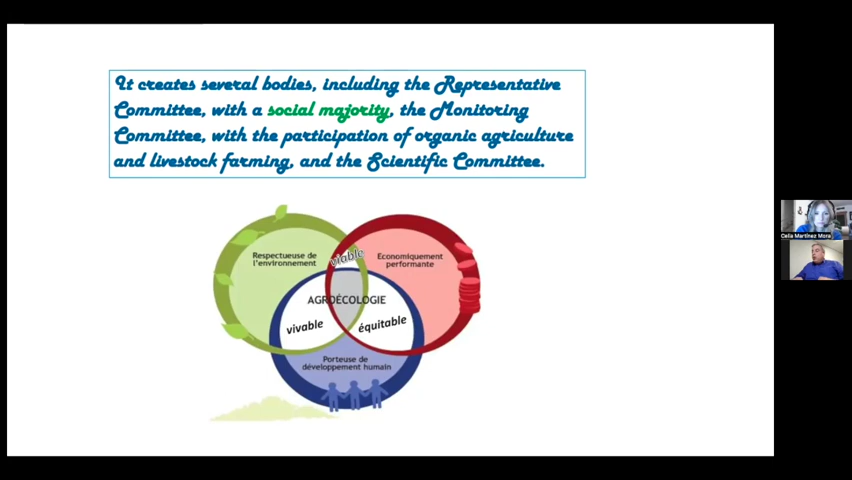 It creates several bodies, including the Representative
Committee, with a social majority, the Monitoring
Committee, with the participation of organic agriculture
and livestock farming, and the Scientific Committee.
Respectueuse de
l'environnement
viable
Economiquement
performante
AGROÉCOLOGIE
vivable
équitable
Porteuse de
développement humain
Celia Martínez Mora